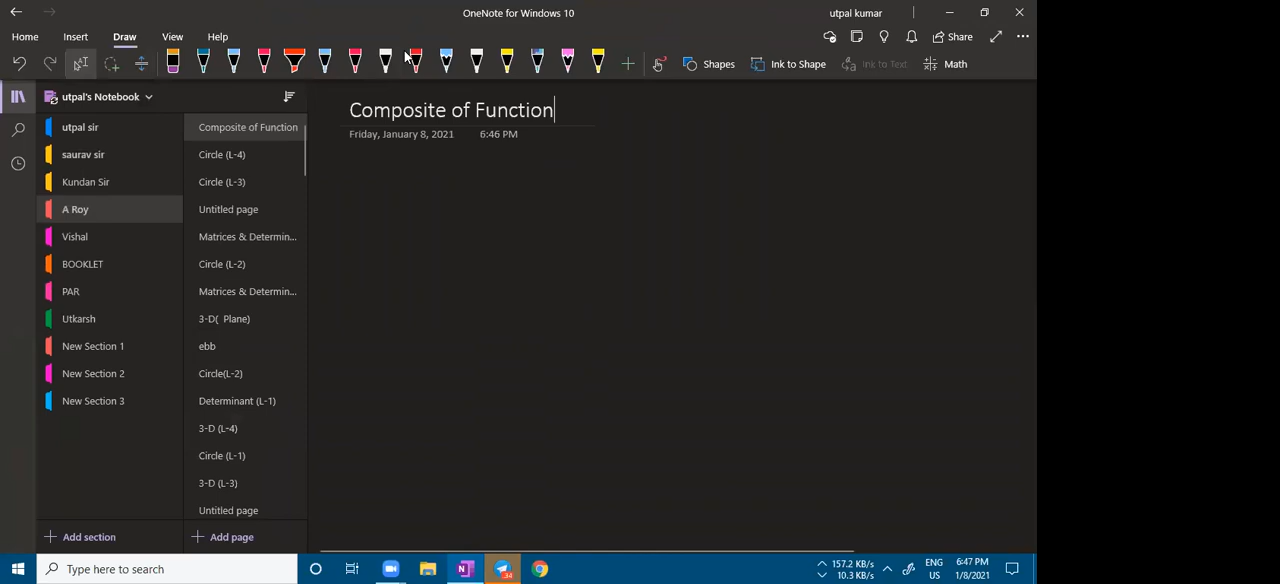 OneNote for Windows 10
utpal kumar
Home
Insert
Draw
View
Help
Share
Shapes
Ink to Shape
Ink to Text
Math
utpal's Notebook
utpal sir
saurav sir
Kundan Sir
A Roy
Vishal
BOOKLET
PAR
Utkarsh
New Section 1
New Section 2
New Section 3
Add section
Composite of Function
Circle (L-4)
Circle (L-3)
Untitled page
Matrices & Determin...
Circle (L-2)
Matrices & Determin...
3-D( Plane)
ebb
Circle(L-2)
Determinant (L-1)
3-D (L-4)
Circle (L-1)
3-D (L-3)
Untitled page
Add page
Composite of Function
Friday, January 8, 2021 6:46 PM
Type here to search
34
157.2 KB/s
10.3 KB/s
ENG
US
6:47 PM
1/8/2021